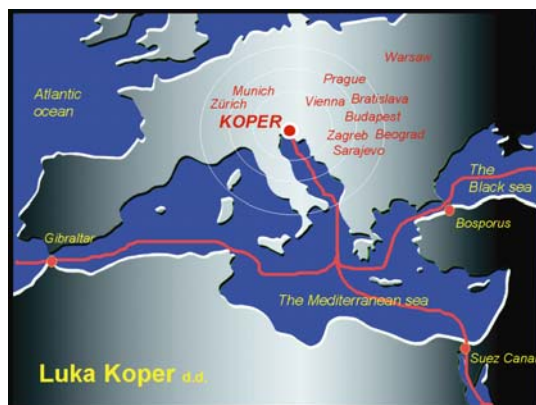 Warsaw
Prague
Atlantic
ocean
Munich
Zürich
Vienna
Bratislava
Budapest
KOPER
Zagreb
Beograd
Sarajevo
The
Black sea
Bosporus
Gibraltar
The Mediterranean sea
Suez Canal
Luka Koper d.d.